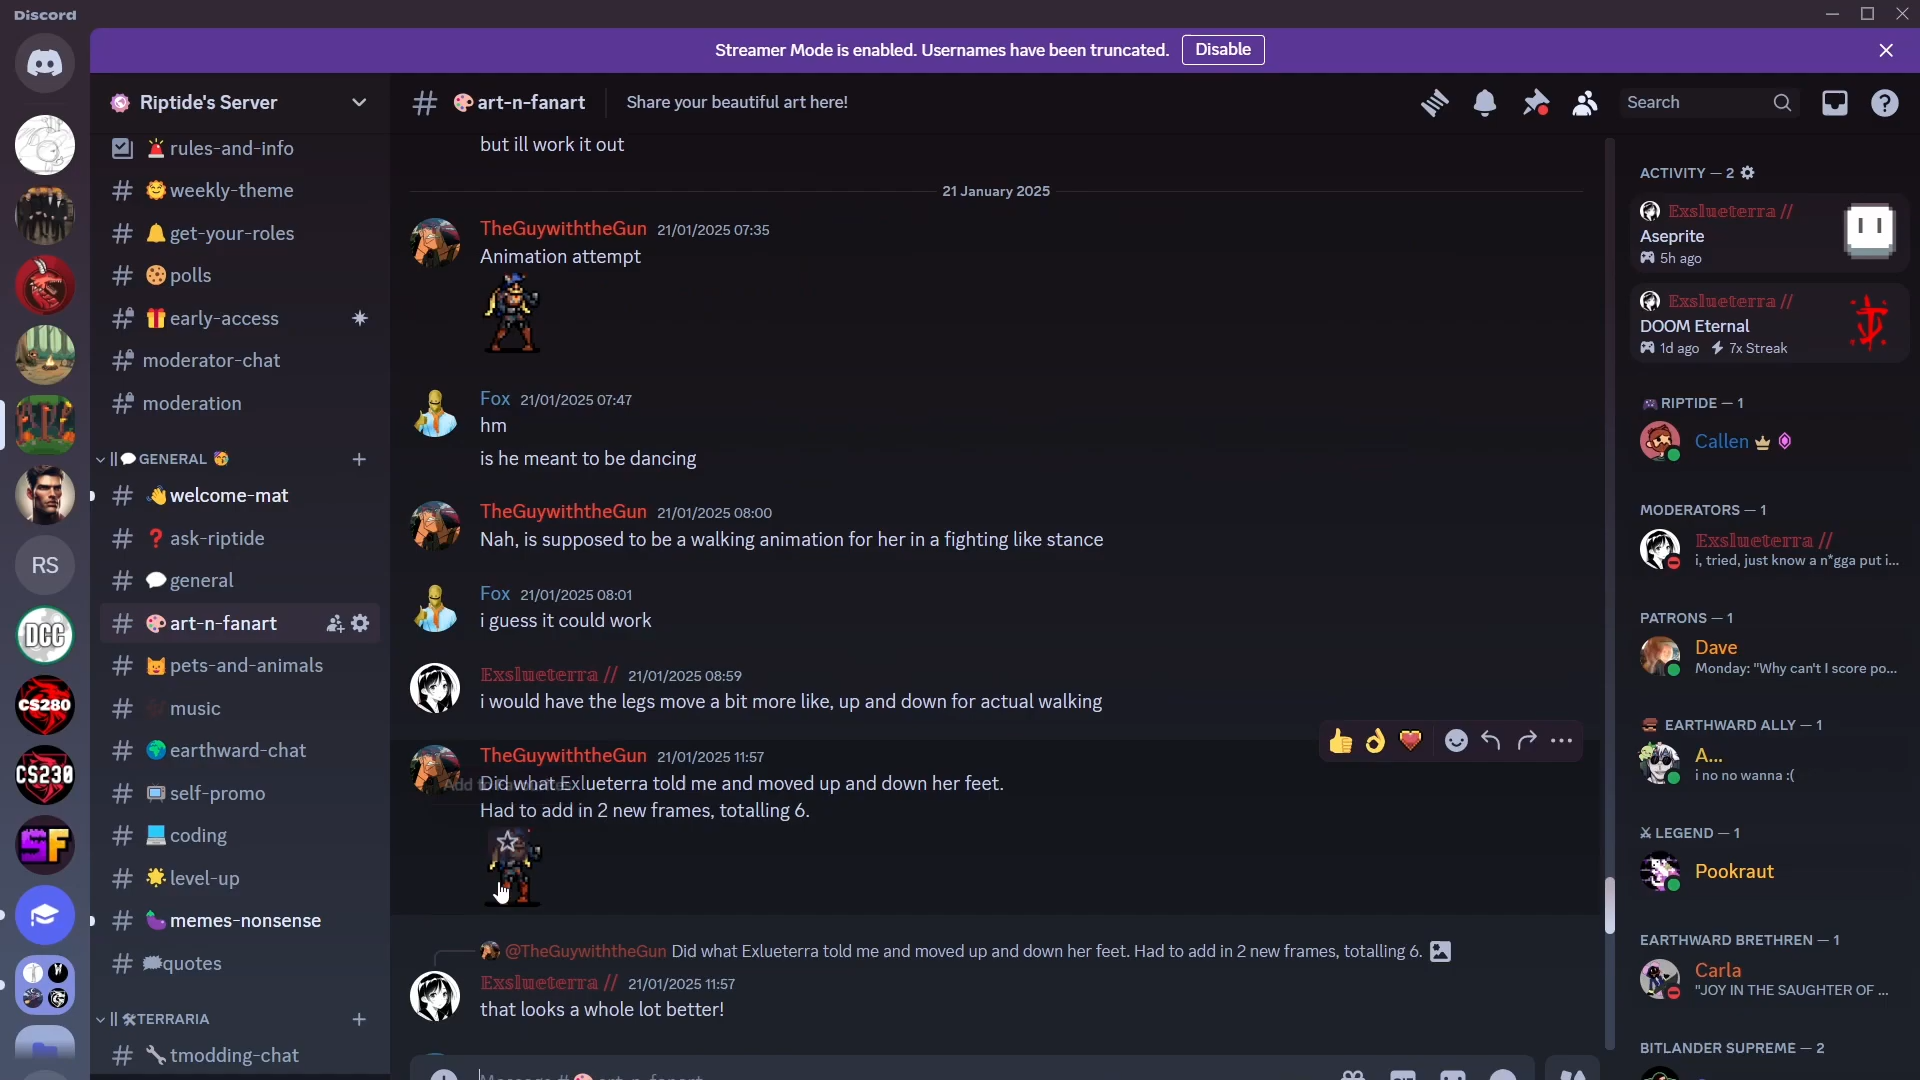 Discord
Streamer Mode is enabled. Usernames have been truncated.
Disable
Riptide's Server
rules-and-info
weekly-theme
get-your-roles
polls
early-access
moderator-chat
moderation
GENERAL
welcome-mat
ask-riptide
general
art-n-fanart
pets-and-animals
music
earthward-chat
self-promo
coding
level-up
memes-nonsense
quotes
TERRARIA
tmodding-chat
RS
DCC
CS280
CS230
SF
art-n-fanart
Share your beautiful art here!
Search
but ill work it out
21 January 2025
TheGuywiththeGun 21/01/2025 07:35
Animation attempt
Fox 21/01/2025 07:47
hm
is he meant to be dancing
TheGuywiththeGun 21/01/2025 08:00
Nah, is supposed to be a walking animation for her in a fighting like stance
Fox 21/01/2025 08:01
i guess it could work
Exslueterra // 21/01/2025 08:59
i would have the legs move a bit more like, up and down for actual walking
TheGuywiththeGun 21/01/2025 11:57
Did what Exlueterra told me and moved up and down her feet.
Had to add in 2 new frames, totalling 6.
@TheGuywiththeGun Did what Exlueterra told me and moved up and down her feet. Had to add in 2 new frames, totalling 6.
Exslueterra // 21/01/2025 11:57
that looks a whole lot better!
ACTIVITY — 2
Exslueterra //
Aseprite
5h ago
Exslueterra //
DOOM Eternal
1d ago 7x Streak
RIPTIDE — 1
Callen
MODERATORS — 1
Exslueterra //
i, tried, just know a n*gga put i...
PATRONS — 1
Dave
Monday: "Why can't I score po...
EARTHWARD ALLY — 1
A...
i no no wanna :(
LEGEND — 1
Pookraut
EARTHWARD BRETHREN — 1
Carla
"JOY IN THE SAUGHTER OF ...
BITLANDER SUPREME — 2